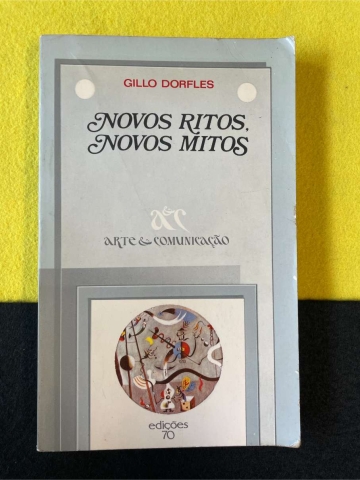 GILLO DORFLES
NOVOS RITOS,
NOVOS MITOS
a&c
ARTE & COMUNICAÇÃO
edições
70